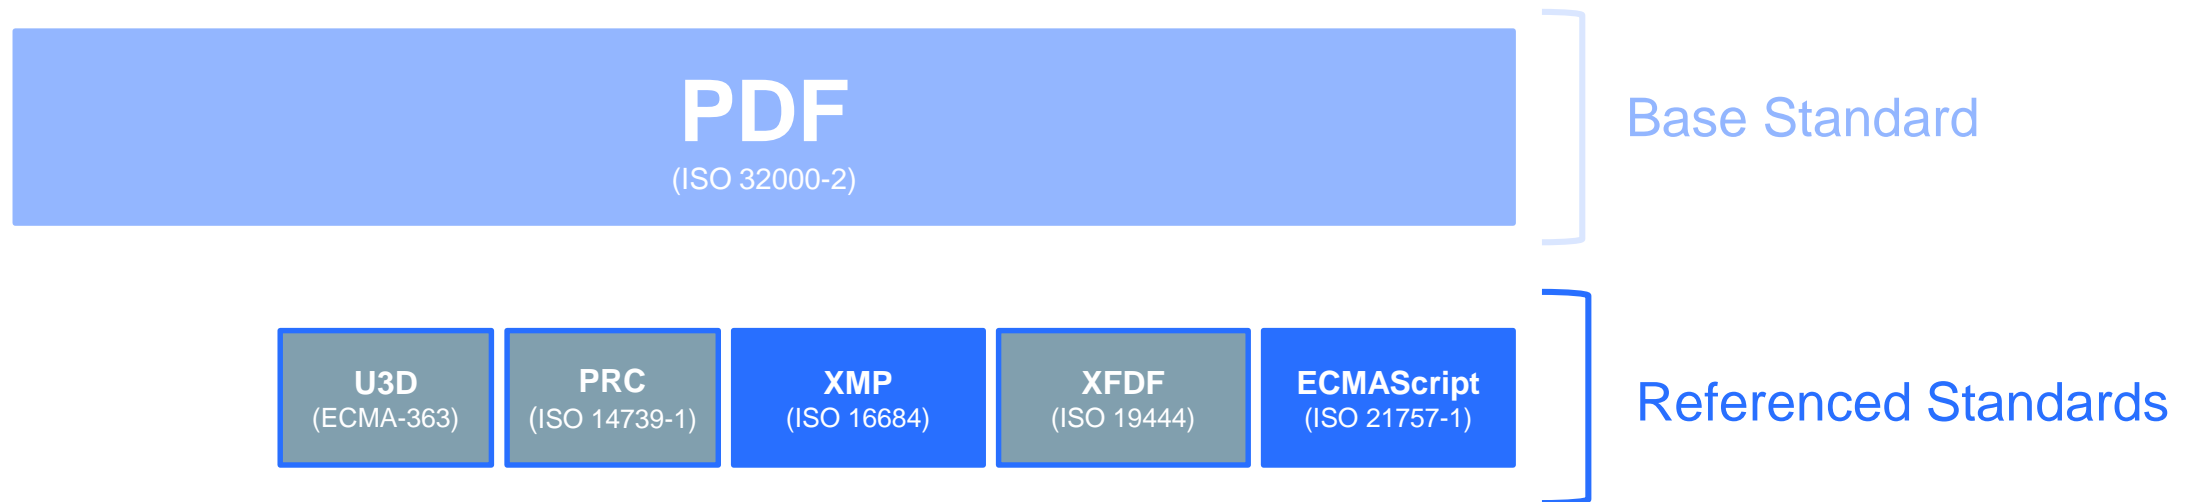 PDF
(ISO 32000-2)
Base Standard
U3D
(ECMA-363)
PRC
(ISO 14739-1)
XMP
(ISO 16684)
XFDF
(ISO 19444)
ECMAScript
(ISO 21757-1)
Referenced Standards